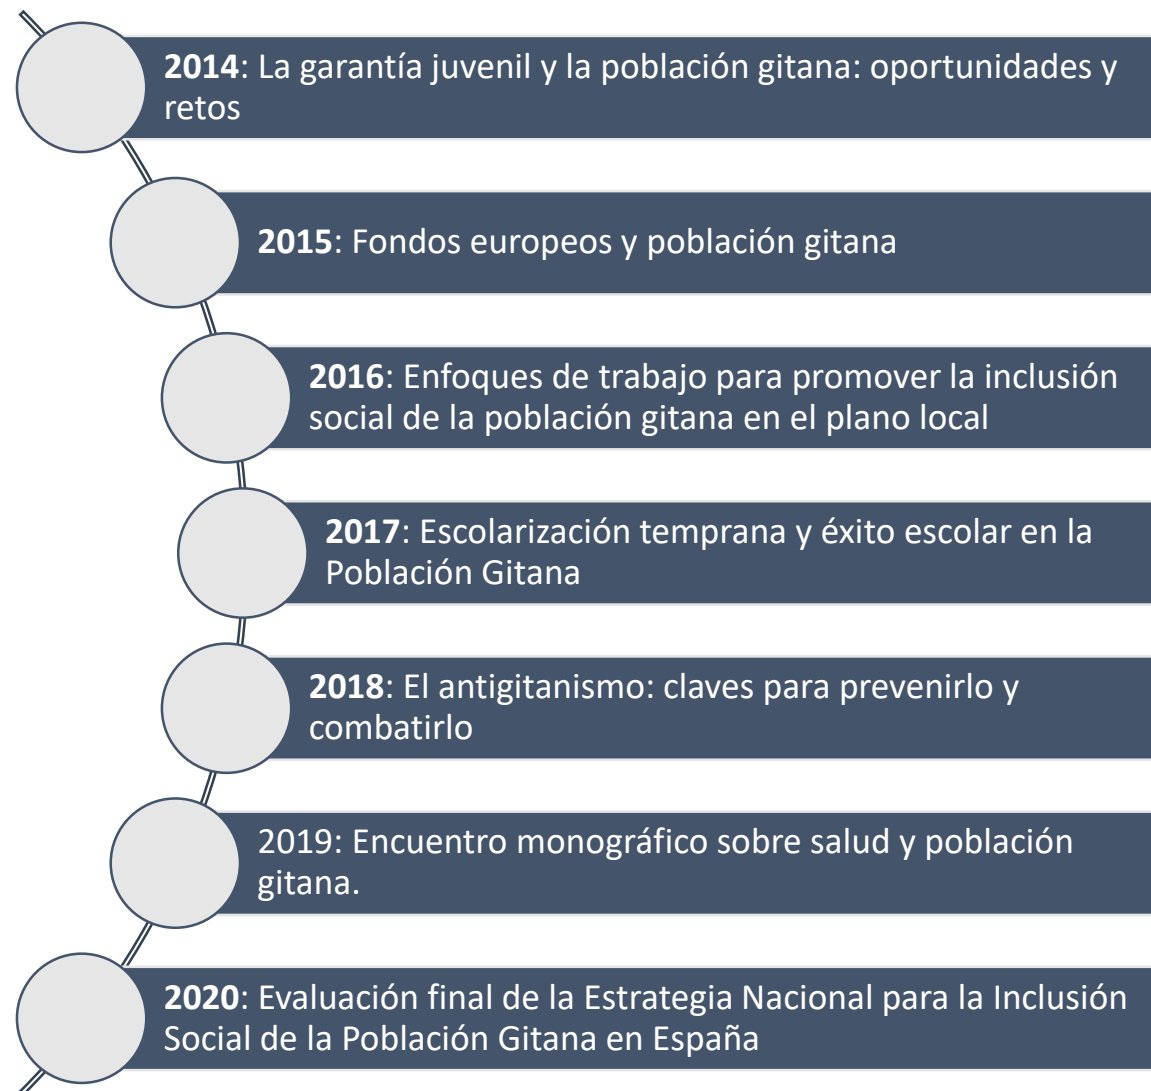 2014: La garantía juvenil y la población gitana: oportunidades y
retos
2015: Fondos europeos y población gitana
2016: Enfoques de trabajo para promover la inclusión
social de la población gitana en el plano local
2017: Escolarización temprana y éxito escolar en la
Población Gitana
2018: El antigitanismo: claves para prevenirlo y
combatirlo
2019: Encuentro monográfico sobre salud y población
gitana.
2020: Evaluación final de la Estrategia Nacional para la Inclusión
Social de la Población Gitana en España